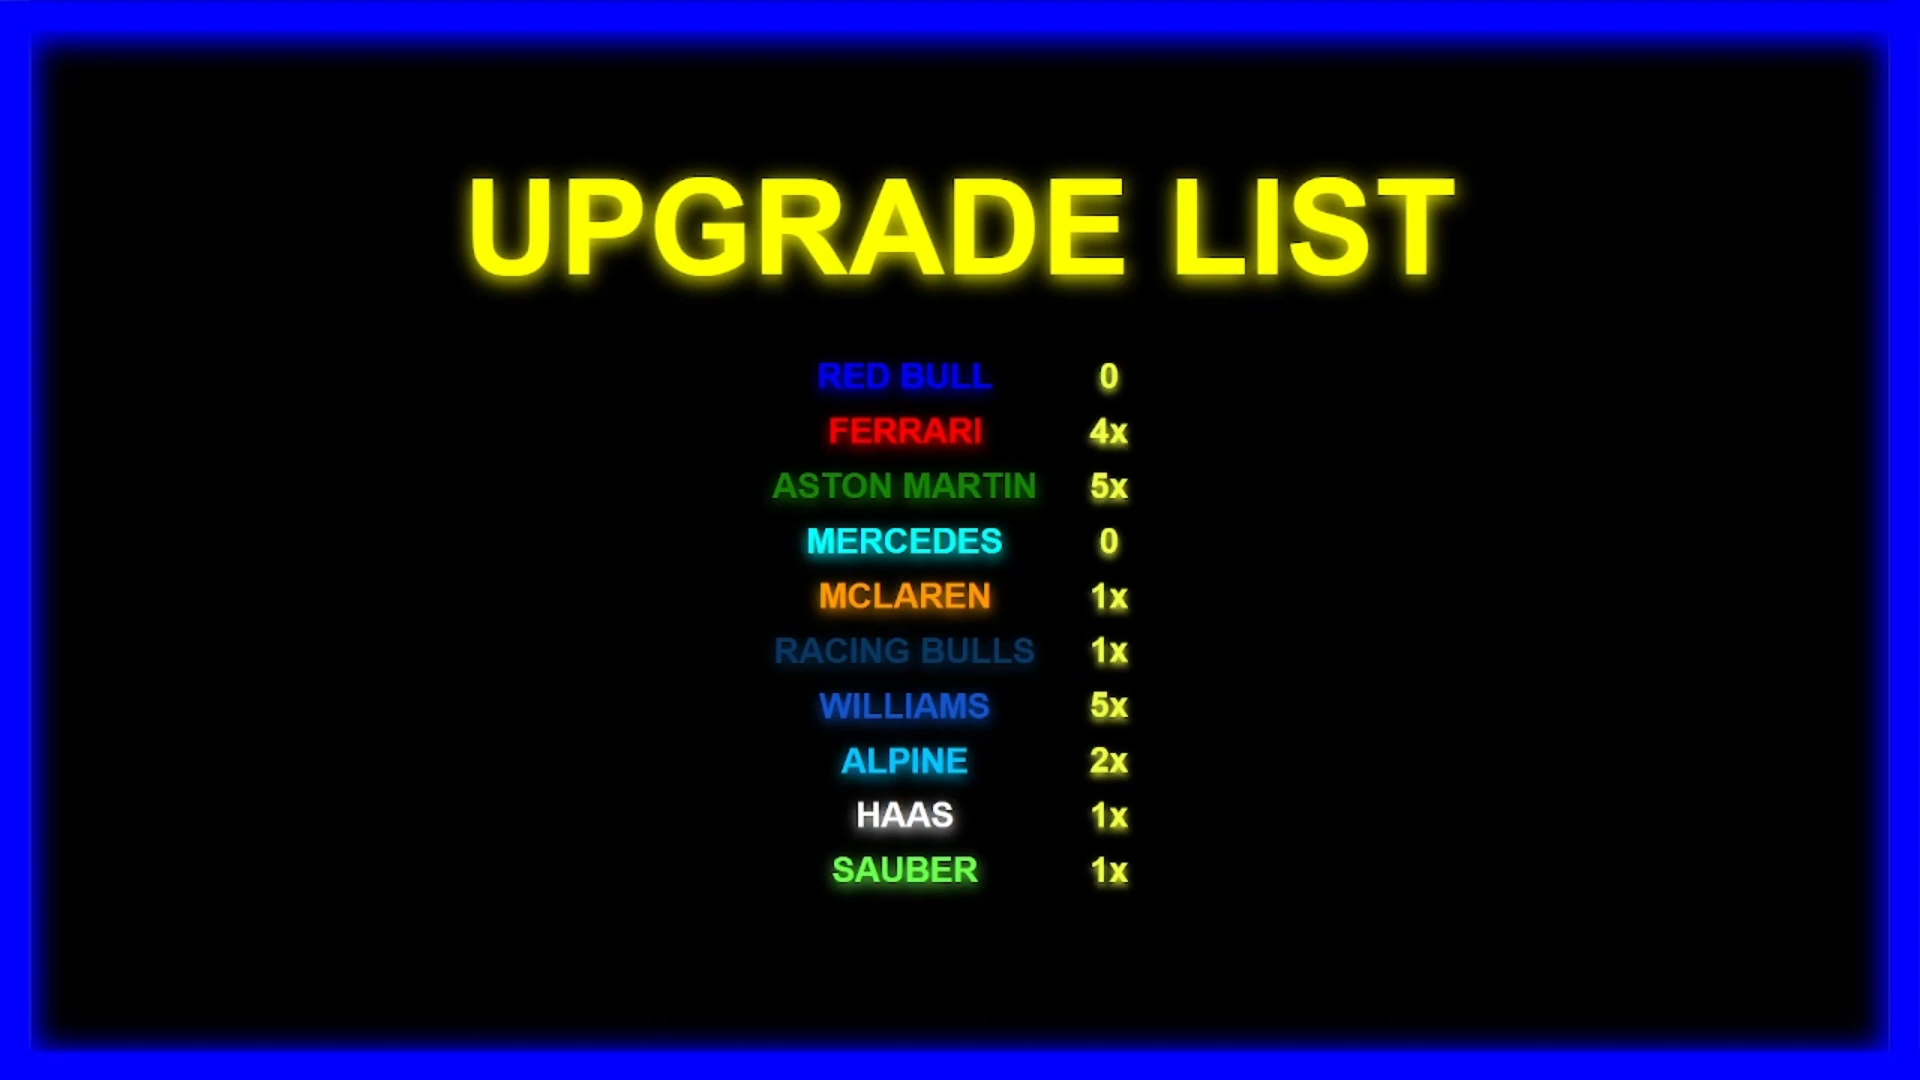 UPGRADE LIST
RED BULL 0
FERRARI 4x
ASTON MARTIN 5x
MERCEDES 0
MCLAREN 1x
RACING BULLS 1x
WILLIAMS 5x
ALPINE 2x
HAAS 1x
SAUBER 1x